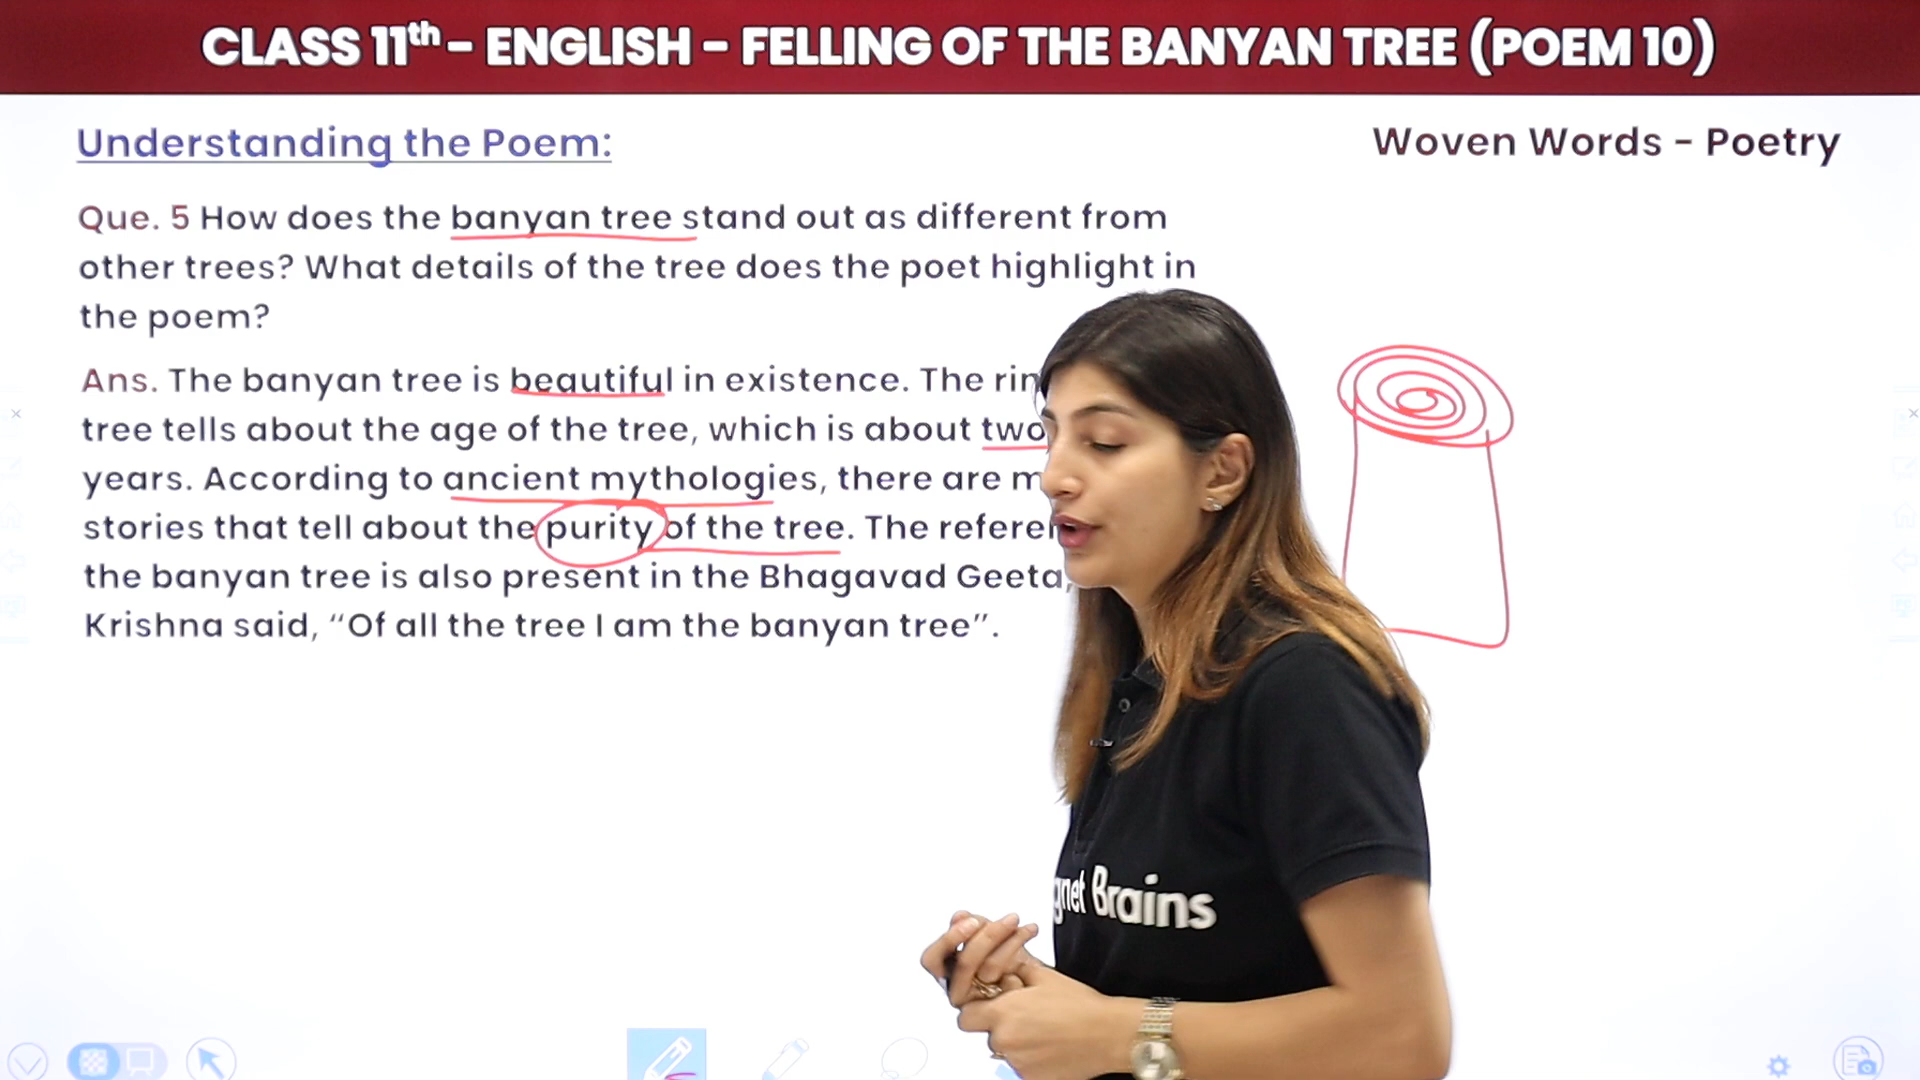 CLASS 11th – ENGLISH – FELLING OF THE BANYAN TREE (POEM 10)
Understanding the Poem:
Woven Words - Poetry
Que. 5 How does the banyan tree stand out as different from
other trees? What details of the tree does the poet highlight in
the poem?
Ans. The banyan tree is beautiful in existence. The
tree tells about the age of the tree, which is about two
years. According to ancient mythologies, there are
stories that tell about the purity of the tree. The
the banyan tree is also present in the Bhagavad Geeta,
Krishna said, “Of all the tree I am the banyan tree”.
Brains